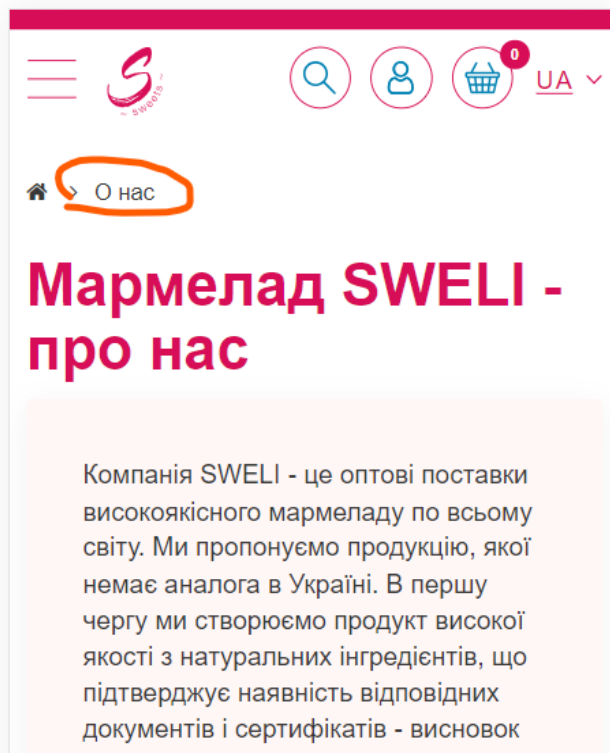 S
~ sweets ~
0
UA
О нас
Мармелад SWELI -
про нас
Компанія SWELI - це оптові поставки
високоякісного мармеладу по всьому
світу. Ми пропонуємо продукцію, якої
немає аналога в Україні. В першу
чергу ми створюємо продукт високої
якості з натуральних інгредієнтів, що
підтверджує наявність відповідних
документів і сертифікатів - висновок